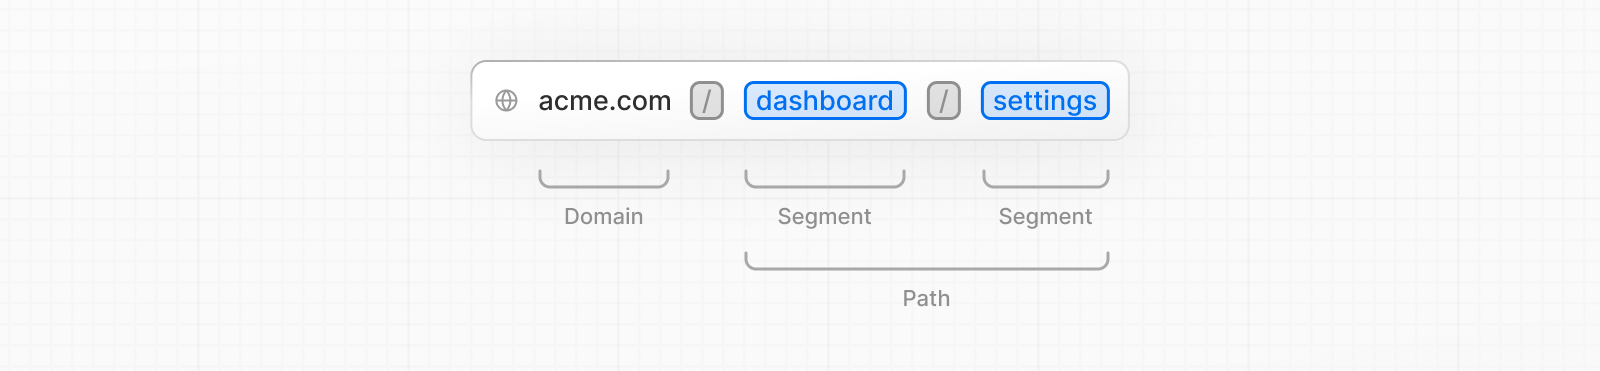 acme.com / dashboard / settings
Domain Segment Segment
Path